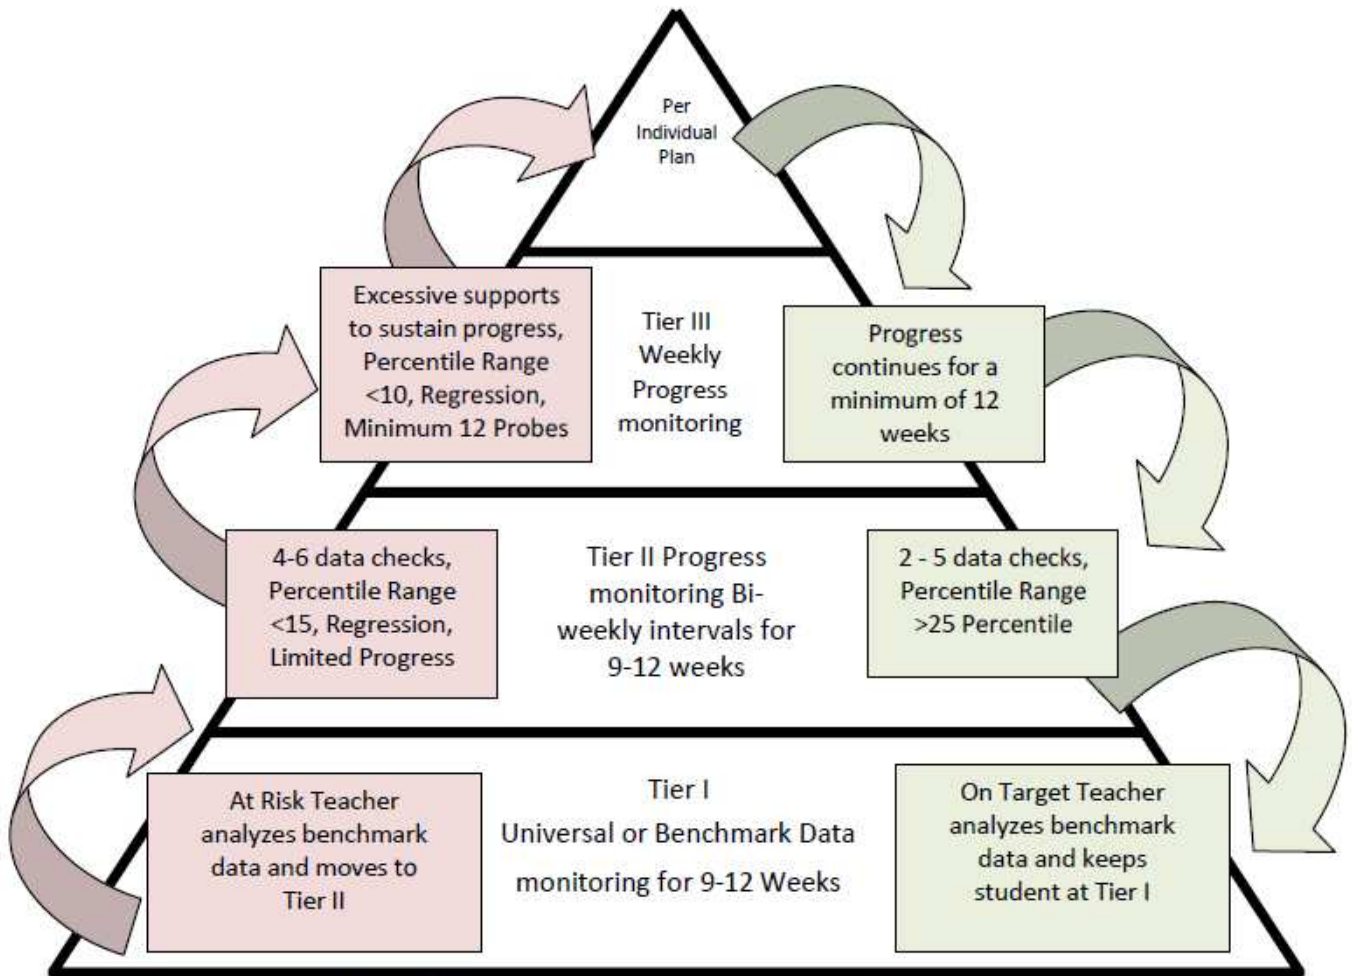 Per
Individual
Plan
Excessive supports
to sustain progress,
Percentile Range
<10, Regression,
Minimum 12 Probes
Tier III
Weekly
Progress
monitoring
Progress
continues for a
minimum of 12
weeks
4-6 data checks,
Percentile Range
<15, Regression,
Limited Progress
Tier II Progress
monitoring Bi-
weekly intervals for
9-12 weeks
2 - 5 data checks,
Percentile Range
>25 Percentile
At Risk Teacher
analyzes benchmark
data and moves to
Tier II
Tier I
Universal or Benchmark Data
monitoring for 9-12 Weeks
On Target Teacher
analyzes benchmark
data and keeps
student at Tier I